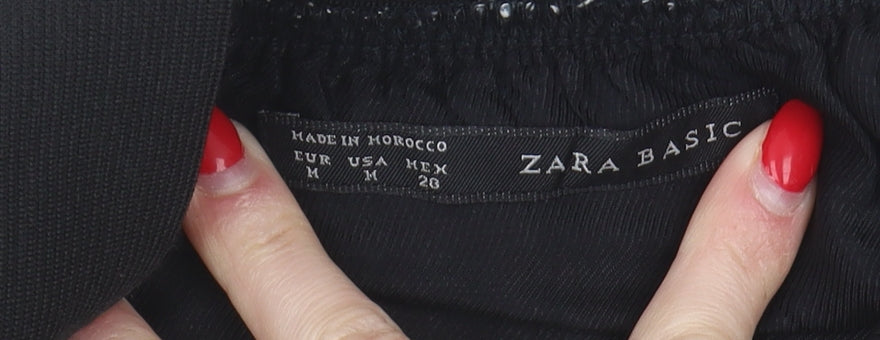 MADE IN MOROCCO
EUR USA MEX
M M 28
ZARA BASIC